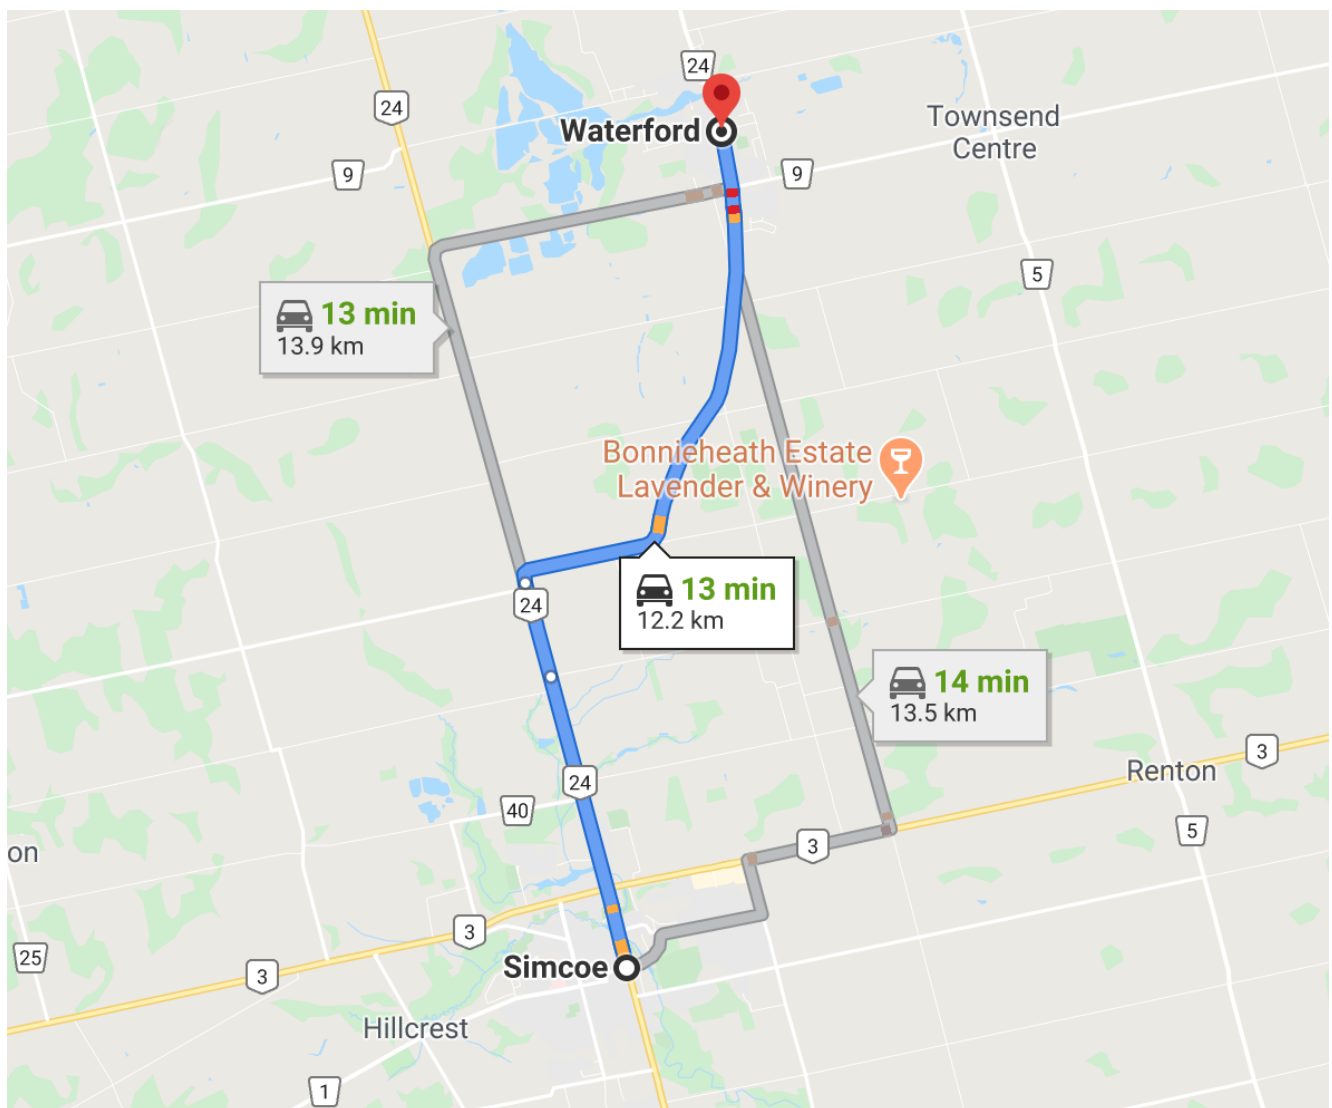 24
24
Waterford
Townsend
Centre
9
9
5
13 min
13.9 km
Bonnieheath Estate
Lavender & Winery
13 min
12.2 km
24
14 min
13.5 km
3
Renton
24
40
5
3
on
3
25
3
Simcoe
Hillcrest
1